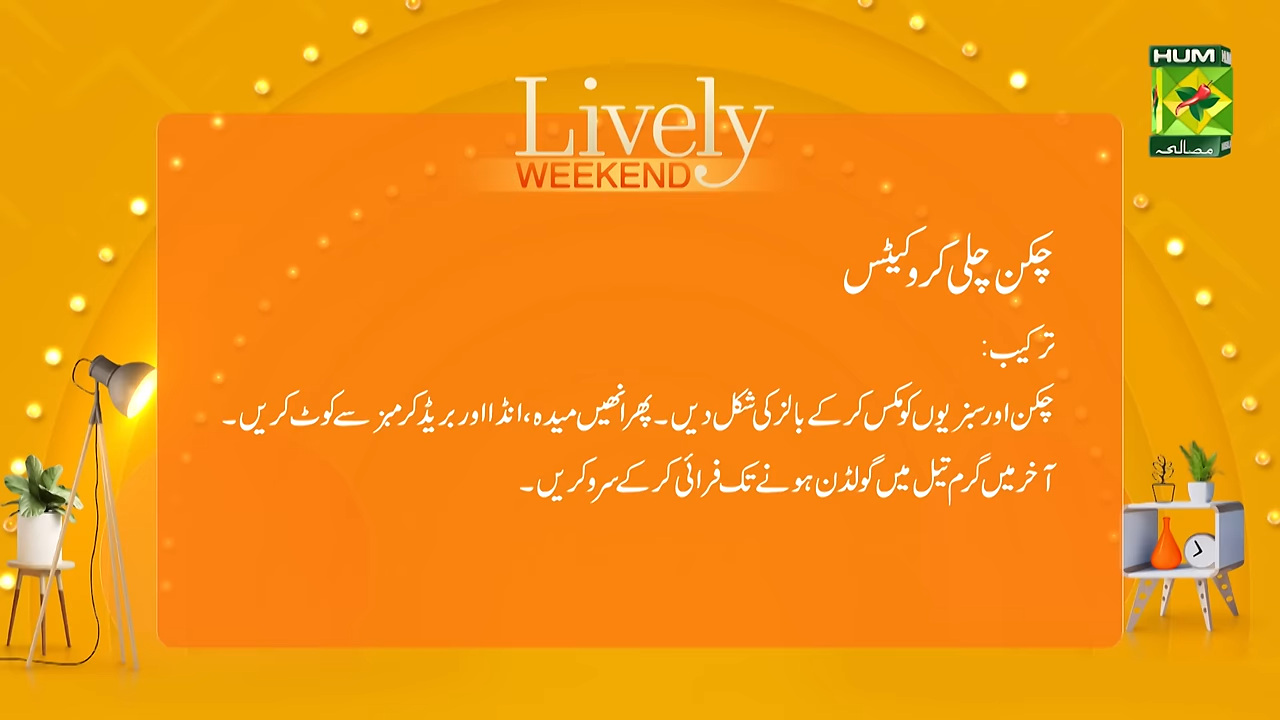 Lively
WEEKEND
HUM
مصالحہ
چکن چلی کروکیٹس
ترکیب:
چکن اور سبزیوں کو مکس کر کے بالز کی شکل دیں۔ پھر انھیں میدہ، انڈا اور بریڈ کرمبز سے کوٹ کریں۔
آخر میں گرم تیل میں گولڈن ہونے تک فرائی کر کے سرو کریں۔